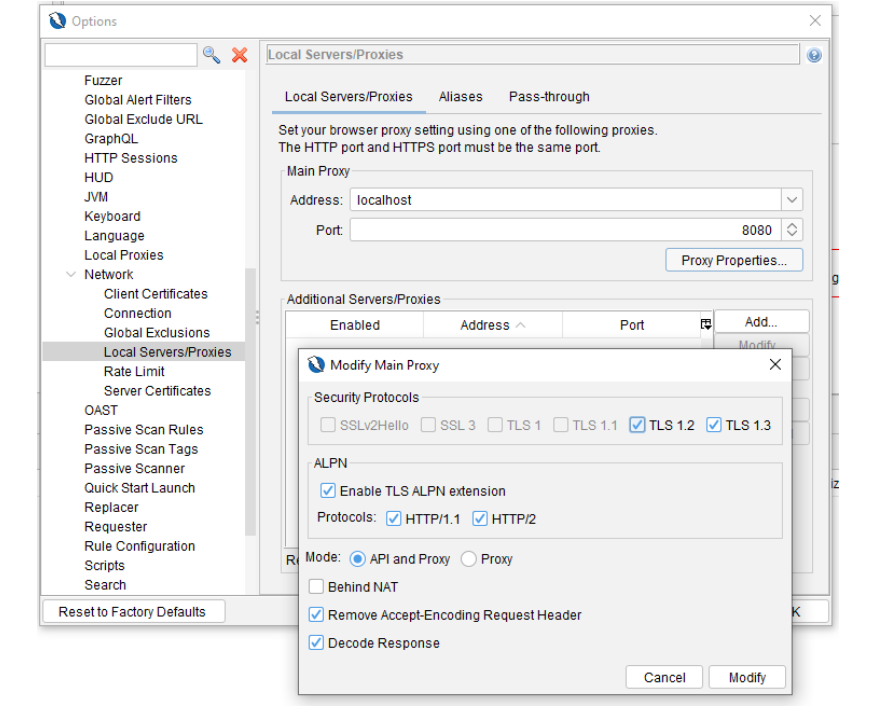 Options
Local Servers/Proxies
Fuzzer
Global Alert Filters
Global Exclude URL
GraphQL
HTTP Sessions
HUD
JVM
Keyboard
Language
Local Proxies
Network
Client Certificates
Connection
Global Exclusions
Local Servers/Proxies
Rate Limit
Server Certificates
OAST
Passive Scan Rules
Passive Scan Tags
Passive Scanner
Quick Start Launch
Replacer
Requester
Rule Configuration
Scripts
Search
Reset to Factory Defaults
Local Servers/Proxies Aliases Pass-through
Set your browser proxy setting using one of the following proxies.
The HTTP port and HTTPS port must be the same port.
Main Proxy
Address: localhost
Port: 8080
Proxy Properties...
Additional Servers/Proxies
Enabled Address Port Add...
Modify...
Modify Main Proxy
Security Protocols
SSLv2Hello SSL 3 TLS 1 TLS 1.1 TLS 1.2 TLS 1.3
ALPN
Enable TLS ALPN extension
Protocols: HTTP/1.1 HTTP/2
Mode: API and Proxy Proxy
Behind NAT
Remove Accept-Encoding Request Header
Decode Response
Cancel Modify